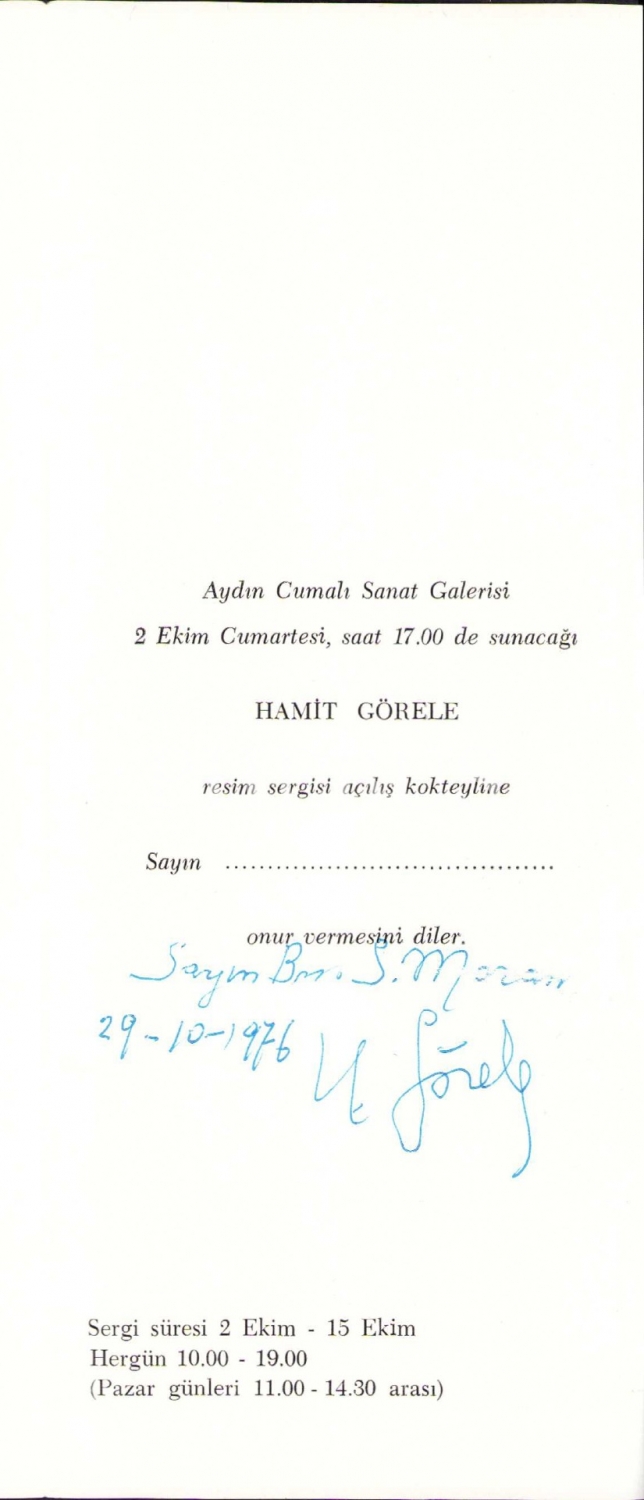 Aydın Cumalı Sanat Galerisi
2 Ekim Cumartesi, saat 17.00 de sunacağı
HAMİT GÖRELE
resim sergisi açılış kokteyline
Sayın .......................................
onur vermesini diler.
Sayın S. Moran
29-10-1976 H Görele
Sergi süresi 2 Ekim - 15 Ekim
Hergün 10.00 - 19.00
(Pazar günleri 11.00 - 14.30 arası)